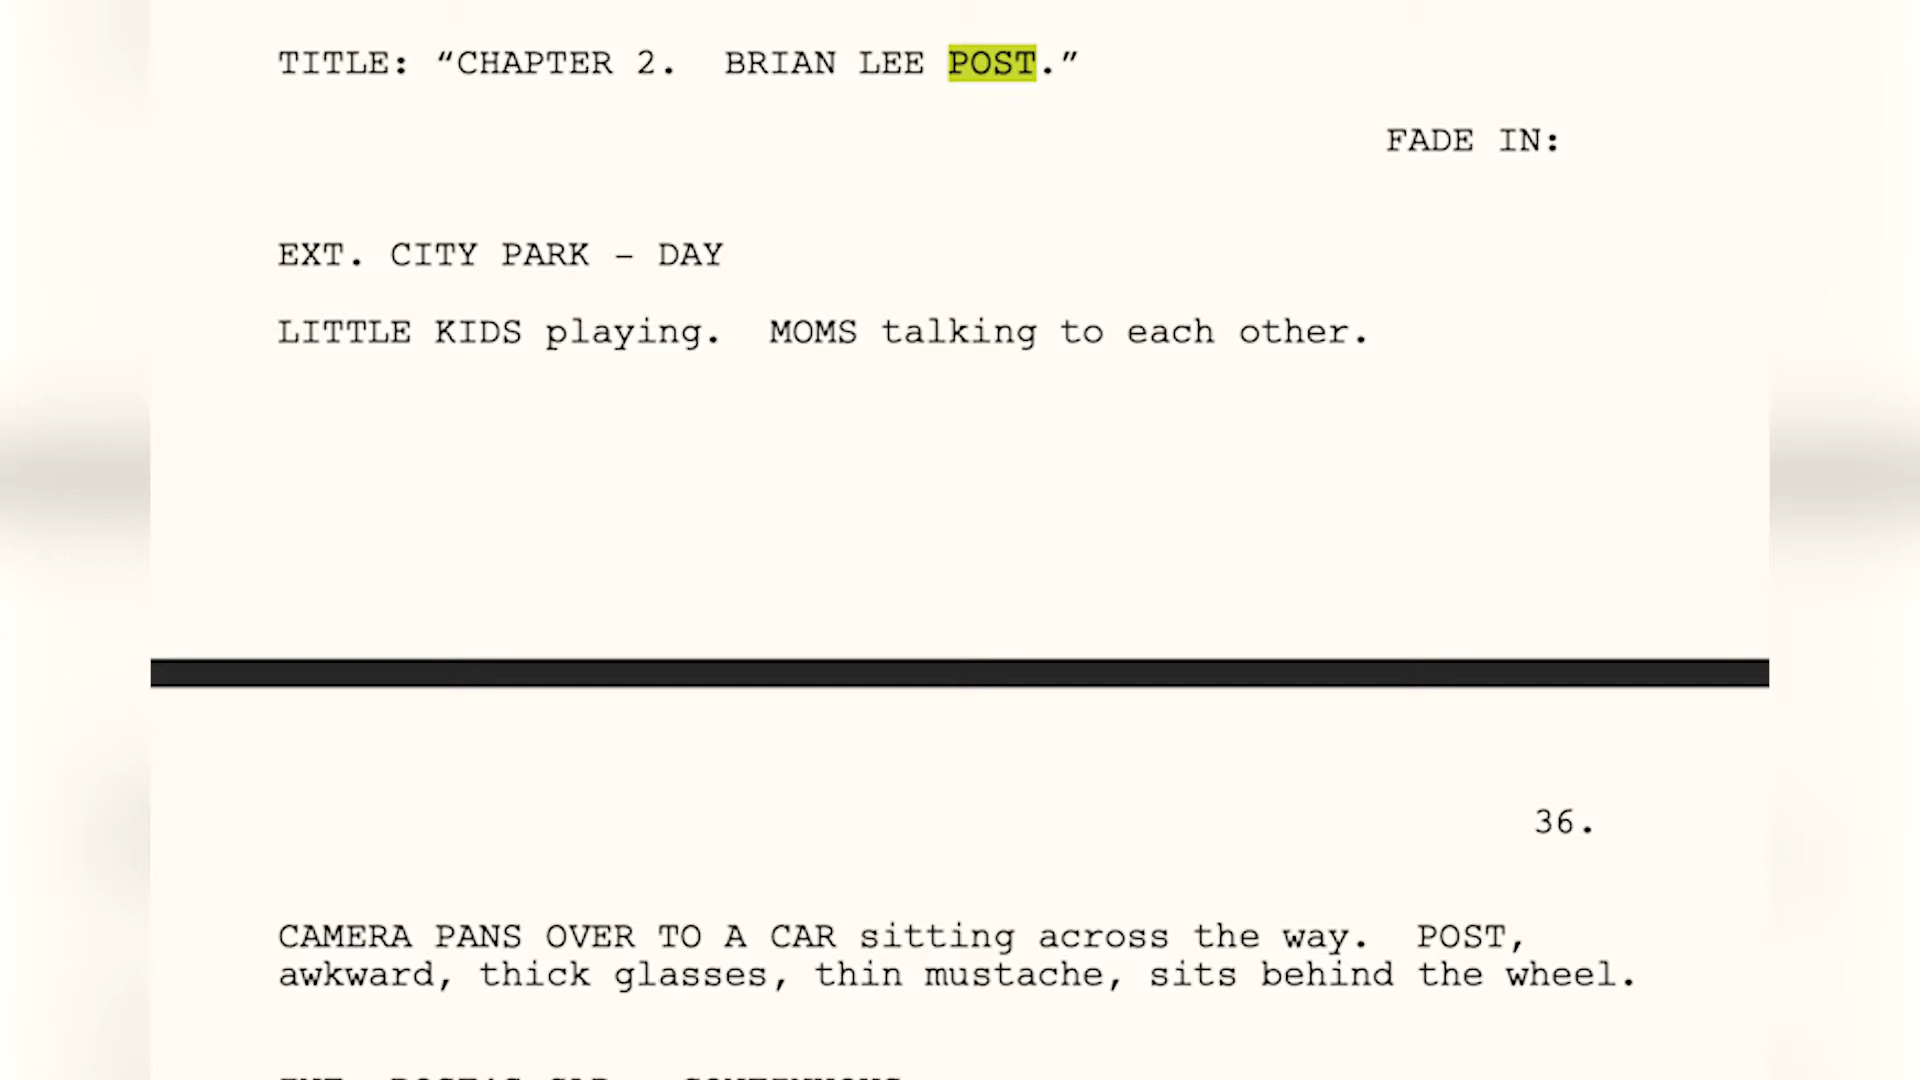 TITLE: “CHAPTER 2.  BRIAN LEE POST.”
FADE IN:
EXT. CITY PARK – DAY
LITTLE KIDS playing.  MOMS talking to each other.
36.
CAMERA PANS OVER TO A CAR sitting across the way.  POST,
awkward, thick glasses, thin mustache, sits behind the wheel.